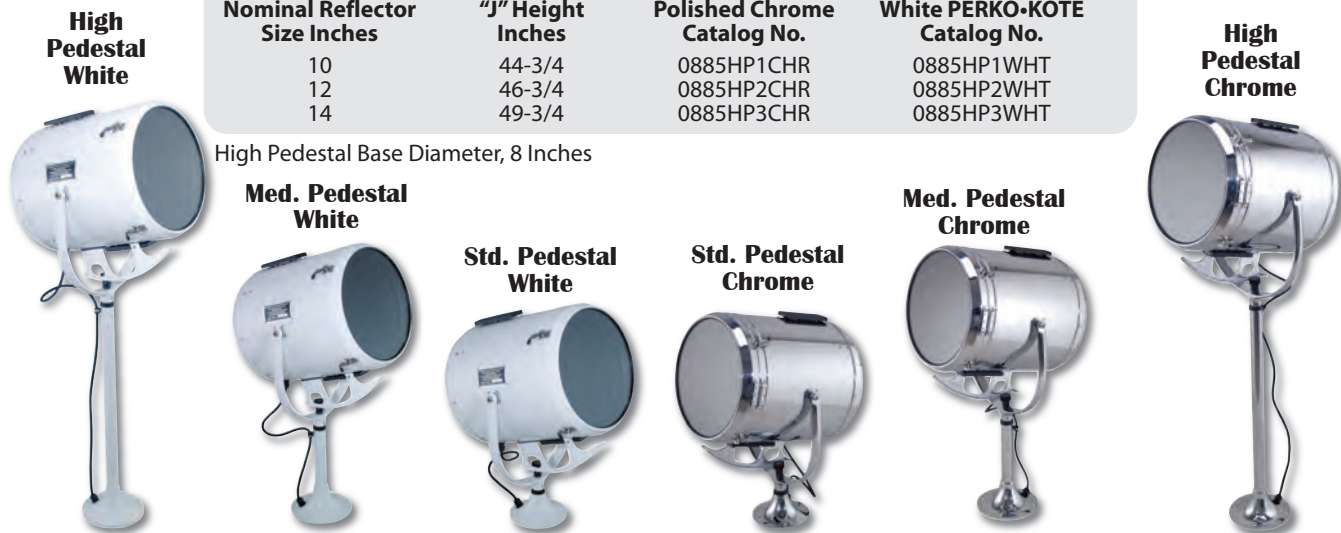 High
Pedestal
White
Nominal Reflector "J" Height Polished Chrome White PERKO•KOTE
Size Inches Inches Catalog No. Catalog No.
10 44-3/4 0885HP1CHR 0885HP1WHT
12 46-3/4 0885HP2CHR 0885HP2WHT
14 49-3/4 0885HP3CHR 0885HP3WHT
High
Pedestal
Chrome
High Pedestal Base Diameter, 8 Inches
Med. Pedestal
White
Std. Pedestal
White
Std. Pedestal
Chrome
Med. Pedestal
Chrome